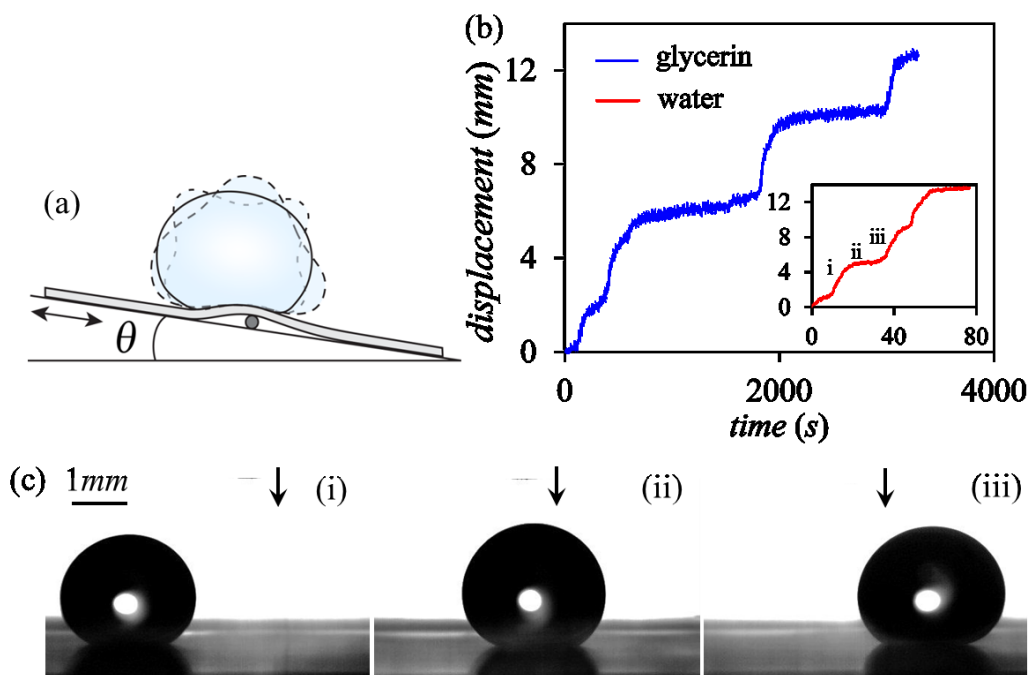 (a)
θ
(b)
glycerin
water
displacement (mm)
12
8
4
0
0
2000
4000
time (s)
12
8
4
0
0
40
80
i
ii
iii
(c)
1mm
(i)
(ii)
(iii)